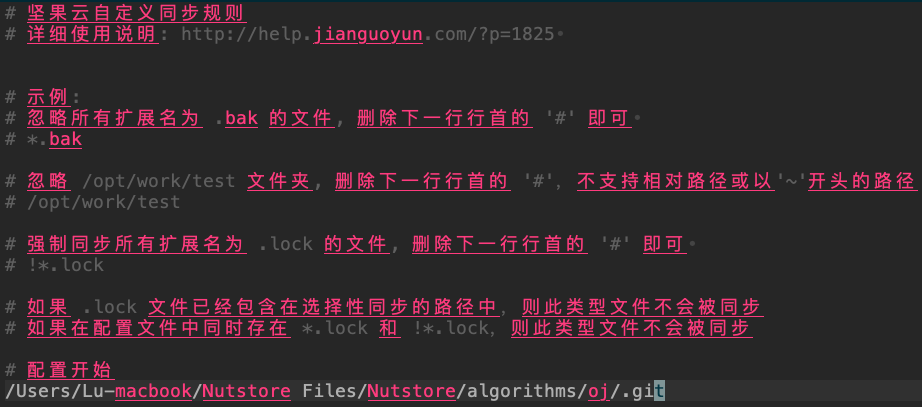 # 坚果云自定义同步规则
# 详细使用说明: http://help.jianguoyun.com/?p=1825
# 示例:
# 忽略所有扩展名为 .bak 的文件, 删除下一行行首的 '#' 即可
# *.bak
# 忽略 /opt/work/test 文件夹, 删除下一行行首的 '#', 不支持相对路径或以'~'开头的路径
# /opt/work/test
# 强制同步所有扩展名为 .lock 的文件, 删除下一行行首的 '#' 即可
# !*.lock
# 如果 .lock 文件已经包含在选择性同步的路径中, 则此类型文件不会被同步
# 如果在配置文件中同时存在 *.lock 和 !*.lock, 则此类型文件不会被同步
# 配置开始
/Users/Lu-macbook/Nutstore Files/Nutstore/algorithms/oj/.git